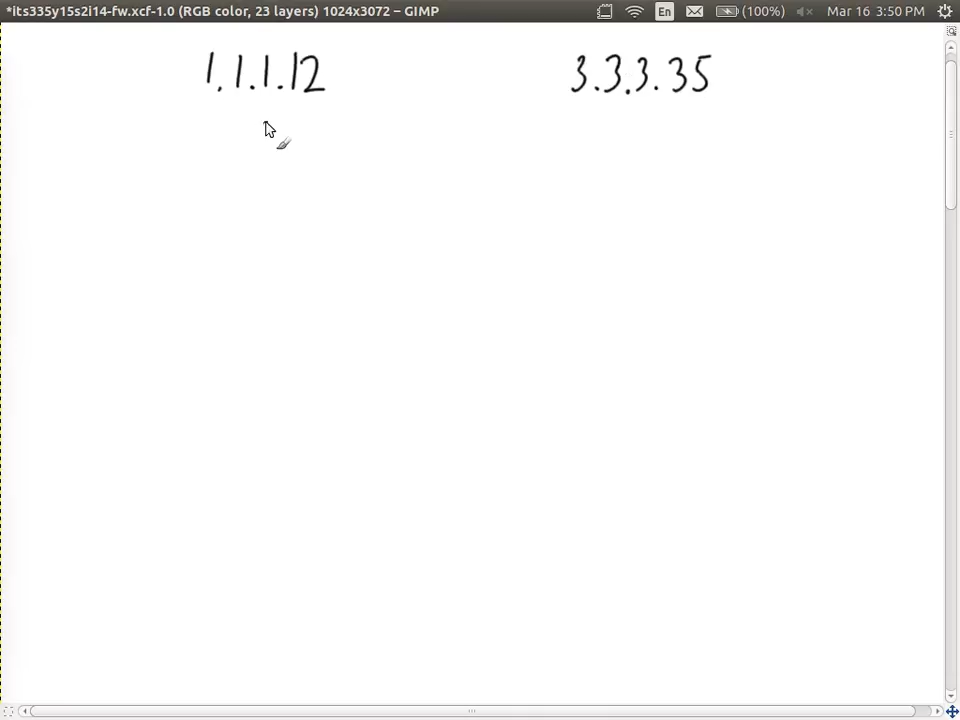 *its335y15s2i14-fw.xcf-1.0 (RGB color, 23 layers) 1024x3072 – GIMP En (100%) Mar 16 3:50 PM
1.1.1.12 3.3.3.35